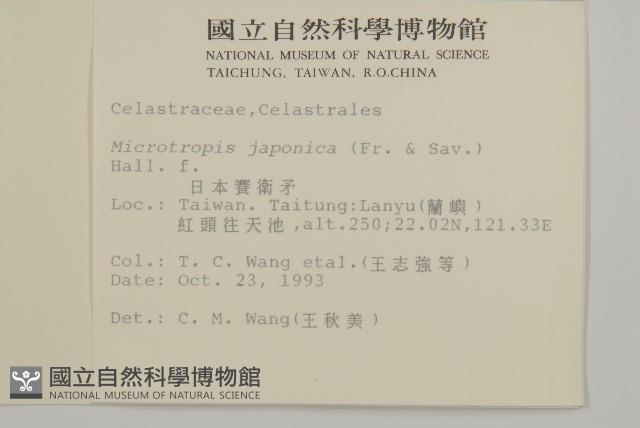 國立自然科學博物館
NATIONAL MUSEUM OF NATURAL SCIENCE
TAICHUNG, TAIWAN, R.O.CHINA
Celastraceae,Celastrales
Microtropis japonica (Fr. & Sav.)
Hall. f.
日本賽衛矛
Loc.: Taiwan. Taitung:Lanyu(蘭嶼)
紅頭往天池,alt.250;22.02N,121.33E
Col.: T. C. Wang etal.(王志強等)
Date: Oct. 23, 1993
Det.: C. M. Wang(王秋美)
國立自然科學博物館
NATIONAL MUSEUM OF NATURAL SCIENCE